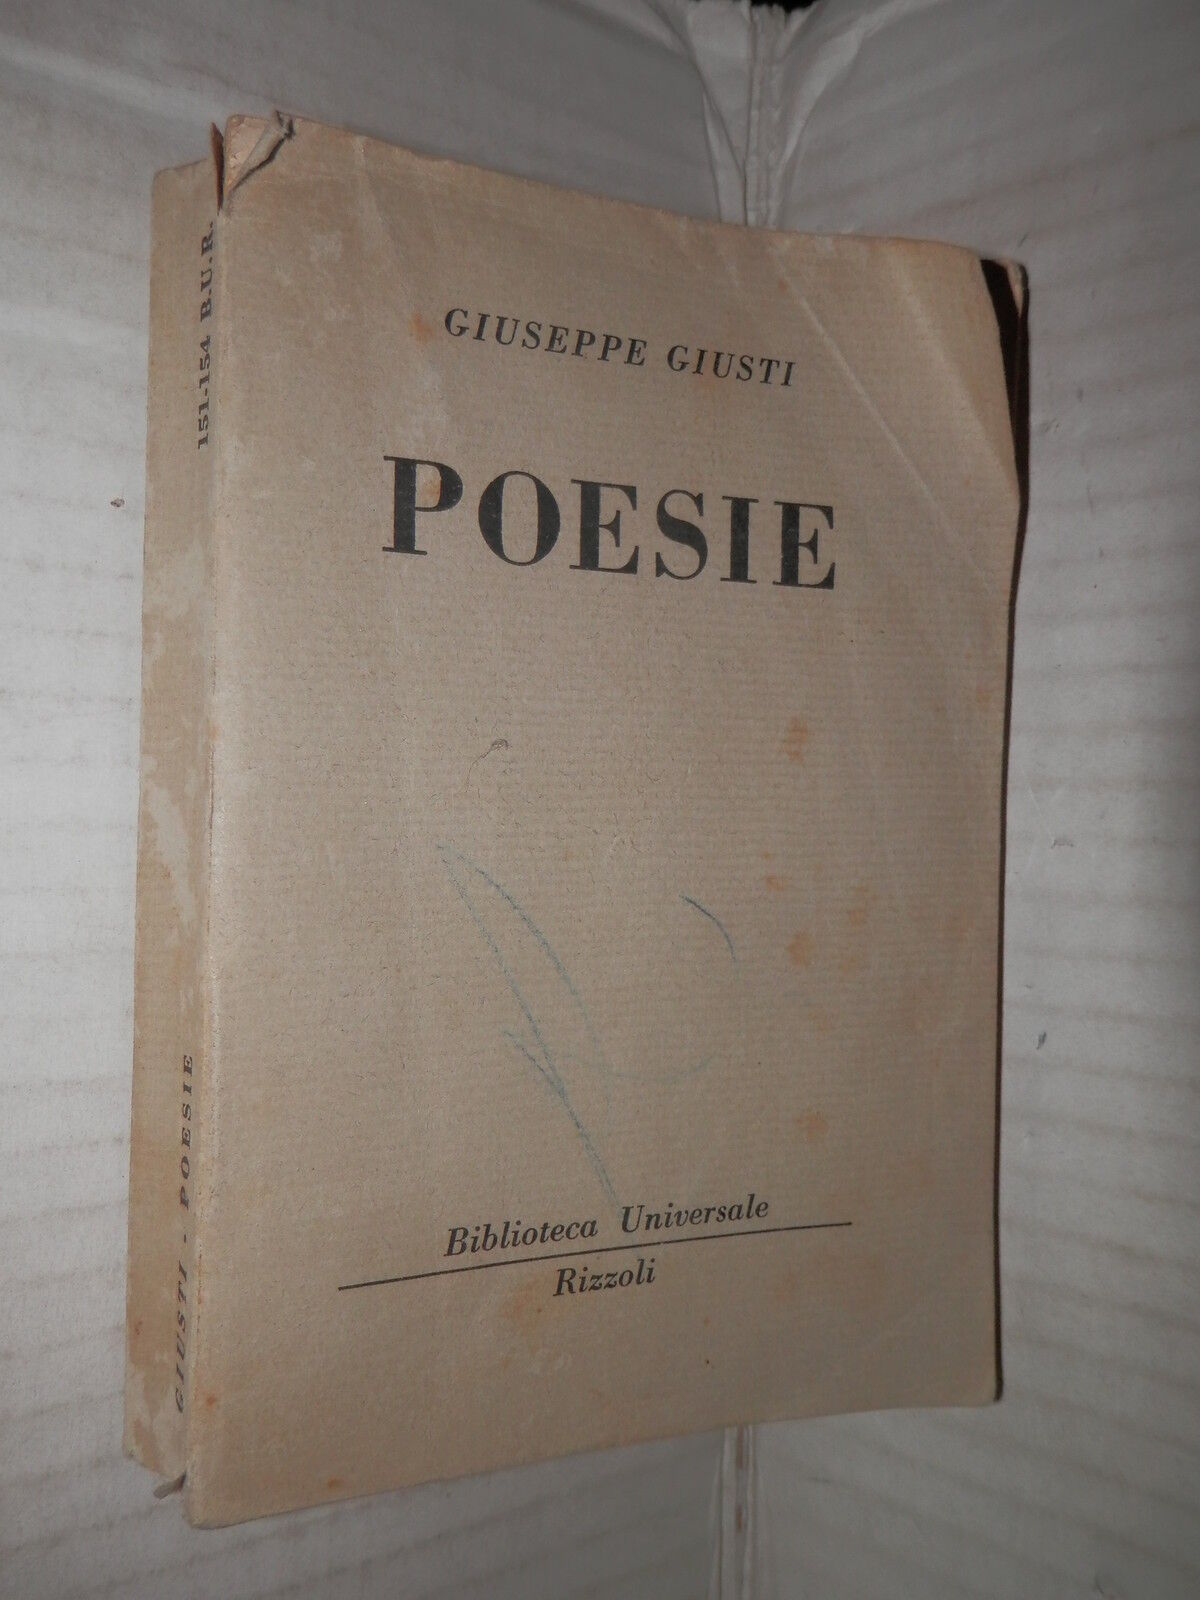 GIUSEPPE GIUSTI
POESIE
Biblioteca Universale
Rizzoli
GIUSTI · POESIE
151-154 B.U.R.